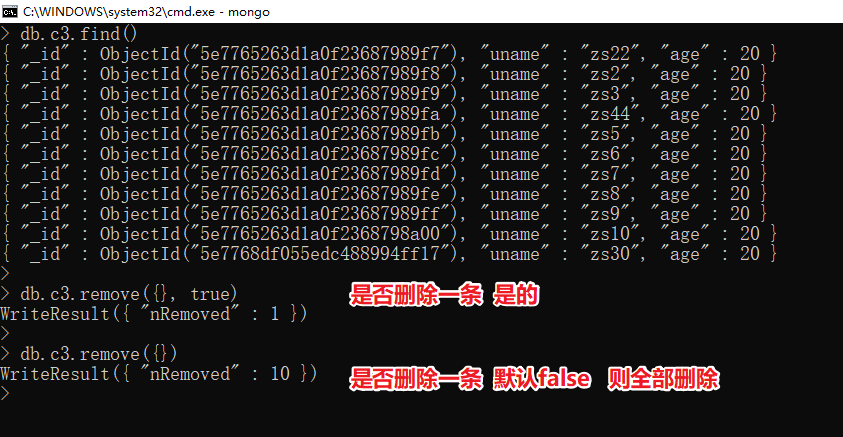 C:\WINDOWS\system32\cmd.exe - mongo
> db.c3.find()
{ "_id" : ObjectId("5e7765263d1a0f23687989f7"), "uname" : "zs22", "age" : 20 }
{ "_id" : ObjectId("5e7765263d1a0f23687989f8"), "uname" : "zs2", "age" : 20 }
{ "_id" : ObjectId("5e7765263d1a0f23687989f9"), "uname" : "zs3", "age" : 20 }
{ "_id" : ObjectId("5e7765263d1a0f23687989fa"), "uname" : "zs44", "age" : 20 }
{ "_id" : ObjectId("5e7765263d1a0f23687989fb"), "uname" : "zs5", "age" : 20 }
{ "_id" : ObjectId("5e7765263d1a0f23687989fc"), "uname" : "zs6", "age" : 20 }
{ "_id" : ObjectId("5e7765263d1a0f23687989fd"), "uname" : "zs7", "age" : 20 }
{ "_id" : ObjectId("5e7765263d1a0f23687989fe"), "uname" : "zs8", "age" : 20 }
{ "_id" : ObjectId("5e7765263d1a0f23687989ff"), "uname" : "zs9", "age" : 20 }
{ "_id" : ObjectId("5e7765263d1a0f2368798a00"), "uname" : "zs10", "age" : 20 }
{ "_id" : ObjectId("5e7768df055edc488994ff17"), "uname" : "zs30", "age" : 20 }
>
> db.c3.remove({}, true) 是否删除一条 是的
WriteResult({ "nRemoved" : 1 })
>
> db.c3.remove({})
WriteResult({ "nRemoved" : 10 }) 是否删除一条 默认false 则全部删除
>